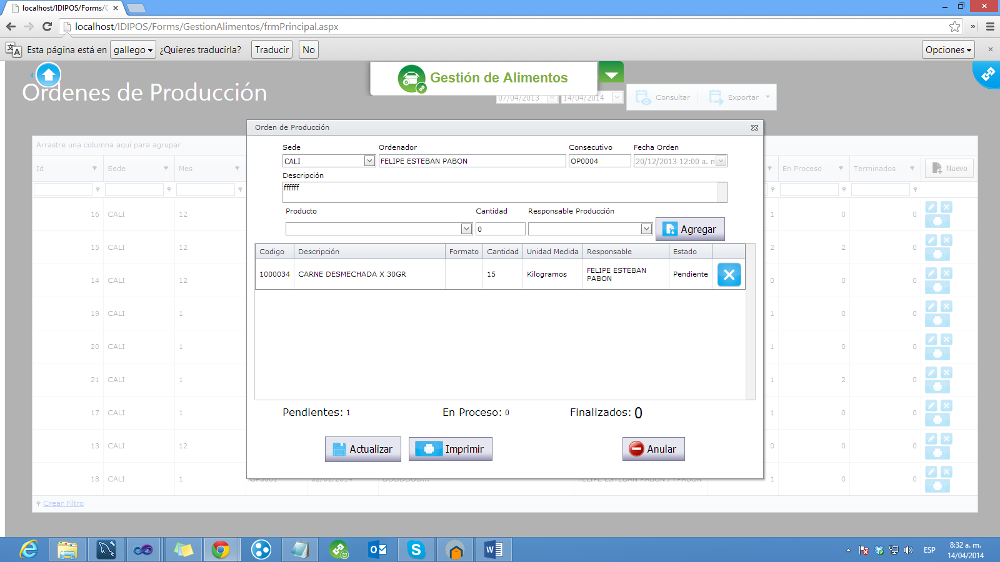 localhost/IDIPOS/Forms/G
localhost/IDIPOS/Forms/GestionAlimentos/frmPrincipal.aspx
Esta página está en gallego ¿Quieres traducirla? Traducir No Opciones
Gestión de Alimentos
Ordenes de Producción
07/04/2013 14/04/2014 Consultar Exportar
Orden de Producción
Arrastre una columna aquí para agrupar
Id Sede Mes En Proceso Terminados Nuevo
Sede Ordenador Consecutivo Fecha Orden
CALI FELIPE ESTEBAN PABON OP0004 20/12/2013 12:00 a. n
Descripción
ffffff
Producto Cantidad Responsable Producción
0 Agregar
Codigo Descripción Formato Cantidad Unidad Medida Responsable Estado
1000034 CARNE DESMECHADA X 30GR 15 Kilogramos FELIPE ESTEBAN PABON Pendiente
Pendientes: 1 En Proceso: 0 Finalizados: 0
Actualizar Imprimir Anular
16 CALI 12 1 0 0
15 CALI 12 2 2 0
14 CALI 12 0 0 0
19 CALI 1 1 0 0
20 CALI 1 1 0 0
21 CALI 1 1 2 0
17 CALI 1 1 0 0
13 CALI 12 0 0 0
18 CALI 1 OP0001 02/01/2014 DDDDDDD... FELIPE ESTEBAN PABON / FPABON 1 0 0
Crear Filtro
ESP
8:32 a. m.
14/04/2014